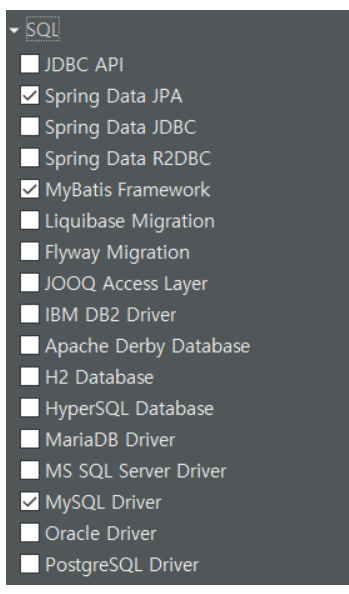 SQL
JDBC API
Spring Data JPA
Spring Data JDBC
Spring Data R2DBC
MyBatis Framework
Liquibase Migration
Flyway Migration
JOOQ Access Layer
IBM DB2 Driver
Apache Derby Database
H2 Database
HyperSQL Database
MariaDB Driver
MS SQL Server Driver
MySQL Driver
Oracle Driver
PostgreSQL Driver